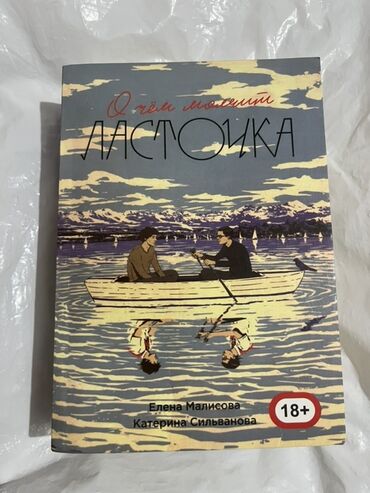 О чём молчит
ЛАСТОЧКА
Елена Малисова
Катерина Сильванова
18+